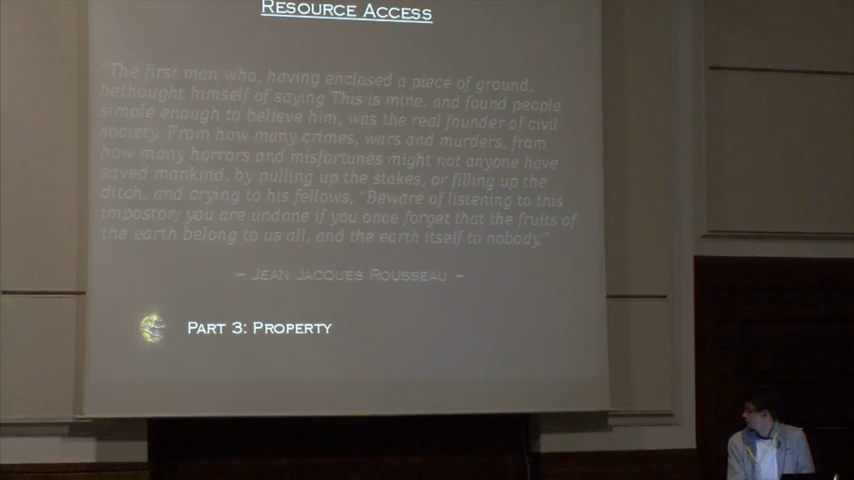 RESOURCE ACCESS
"The first man who, having enclosed a piece of ground,
bethought himself of saying This is mine, and found people
simple enough to believe him, was the real founder of civil
society. From how many crimes, wars and murders, from
how many horrors and misfortunes might not anyone have
saved mankind, by pulling up the stakes, or filling up the
ditch, and crying to his fellows, "Beware of listening to this
impostor; you are undone if you once forget that the fruits of
the earth belong to us all, and the earth itself to nobody."
– JEAN JACQUES ROUSSEAU –
PART 3: PROPERTY